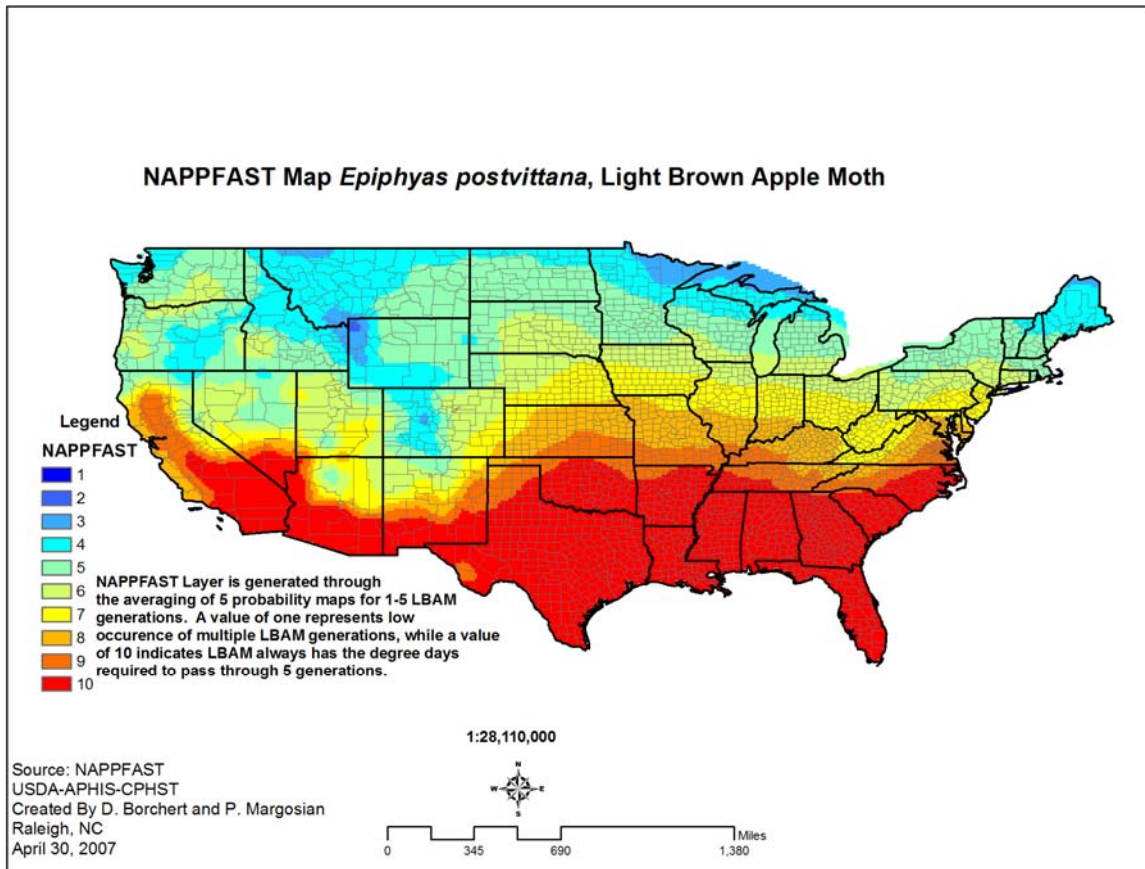 NAPPFAST Map Epiphyas postvittana, Light Brown Apple Moth
Legend
NAPPFAST
1
2
3
4
5
6
7
8
9
10
NAPPFAST Layer is generated through
the averaging of 5 probability maps for 1-5 LBAM
generations. A value of one represents low
occurence of multiple LBAM generations, while a value
of 10 indicates LBAM always has the degree days
required to pass through 5 generations.
1:28,110,000
N
W E
S
Source: NAPPFAST
USDA-APHIS-CPHST
Created By D. Borchert and P. Margosian
Raleigh, NC
April 30, 2007
Miles
0 345 690 1,380